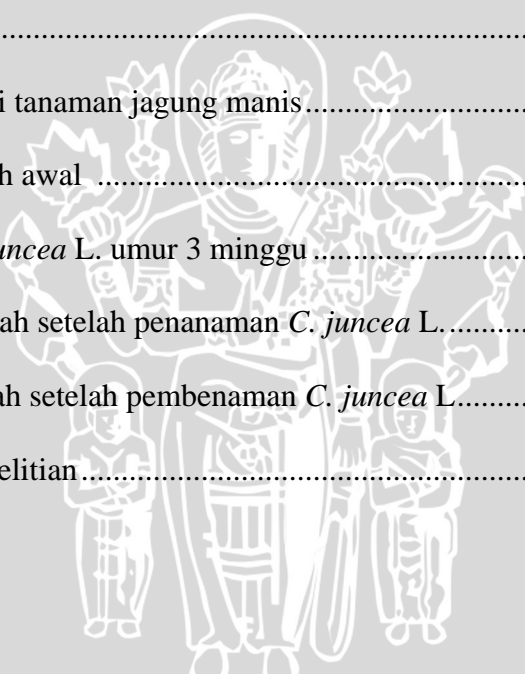 ................................................
i tanaman jagung manis........................
h awal ............................................
uncea L. umur 3 minggu......................
ah setelah penanaman C. juncea L...........
ah setelah pembenaman C. juncea L.........
elitian..............................................